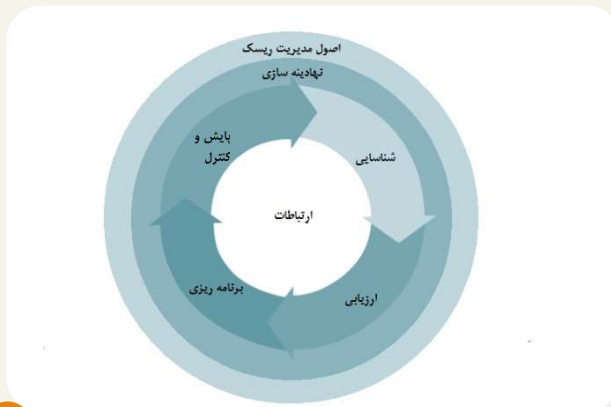 اصول مدیریت ریسک
نهادینه سازی
پایش و
کنترل
شناسایی
ارتباطات
برنامه ریزی
ارزیابی